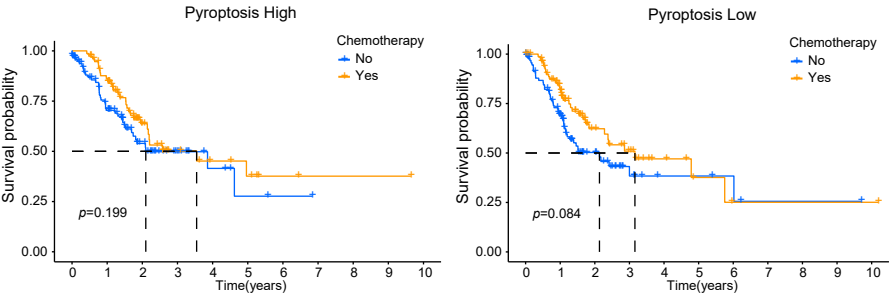 Pyroptosis High
Chemotherapy
No
Yes
Survival probability
1.00
0.75
0.50
0.25
0.00
p=0.199
0 1 2 3 4 5 6 7 8 9 10
Time(years)
Pyroptosis Low
Chemotherapy
No
Yes
Survival probability
1.00
0.75
0.50
0.25
0.00
p=0.084
0 1 2 3 4 5 6 7 8 9 10
Time(years)